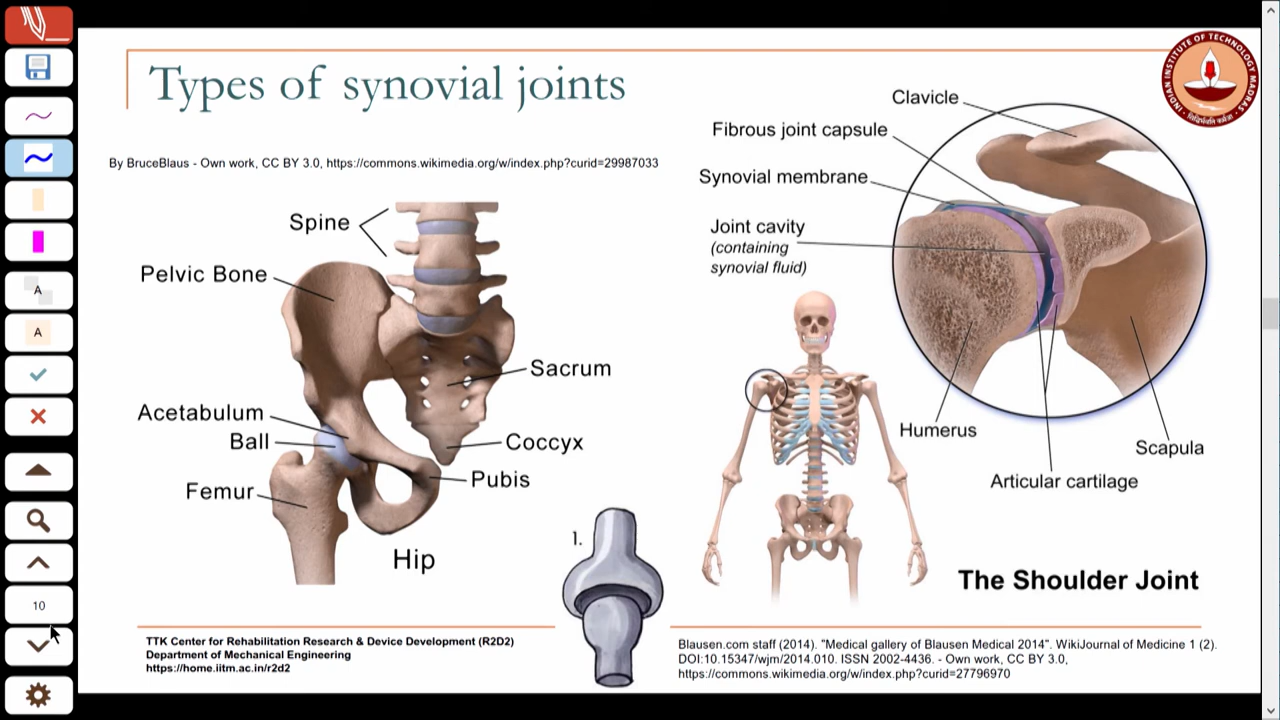 Types of synovial joints
By BruceBlaus - Own work, CC BY 3.0, https://commons.wikimedia.org/w/index.php?curid=29987033
Spine
Pelvic Bone
Sacrum
Acetabulum
Ball
Coccyx
Femur
Pubis
Hip
1.
Clavicle
Fibrous joint capsule
Synovial membrane
Joint cavity
(containing
synovial fluid)
Humerus
Scapula
Articular cartilage
The Shoulder Joint
TTK Center for Rehabilitation Research & Device Development (R2D2)
Department of Mechanical Engineering
https://home.iitm.ac.in/r2d2
Blausen.com staff (2014). "Medical gallery of Blausen Medical 2014". WikiJournal of Medicine 1 (2).
DOI:10.15347/wjm/2014.010. ISSN 2002-4436. - Own work, CC BY 3.0,
https://commons.wikimedia.org/w/index.php?curid=27796970
INDIAN INSTITUTE OF TECHNOLOGY MADRAS
A
A
10